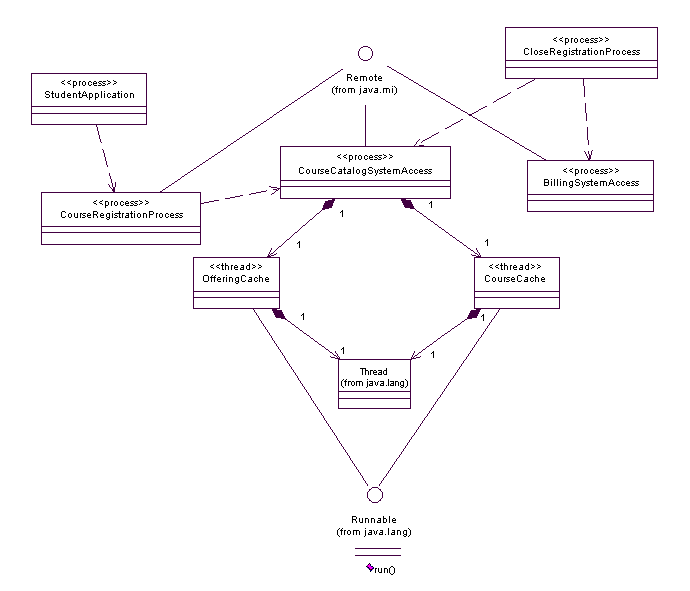 <<process>>
CloseRegistrationProcess
Remote
(from java.mi)
<<process>>
StudentApplication
<<process>>
CourseCatalogSystemAccess
<<process>>
BillingSystemAccess
<<process>>
CourseRegistrationProcess
1
1
1
1
<<thread>>
OfferingCache
<<thread>>
CourseCache
1
1
1
1
Thread
(from java.lang)
Runnable
(from java.lang)
run()